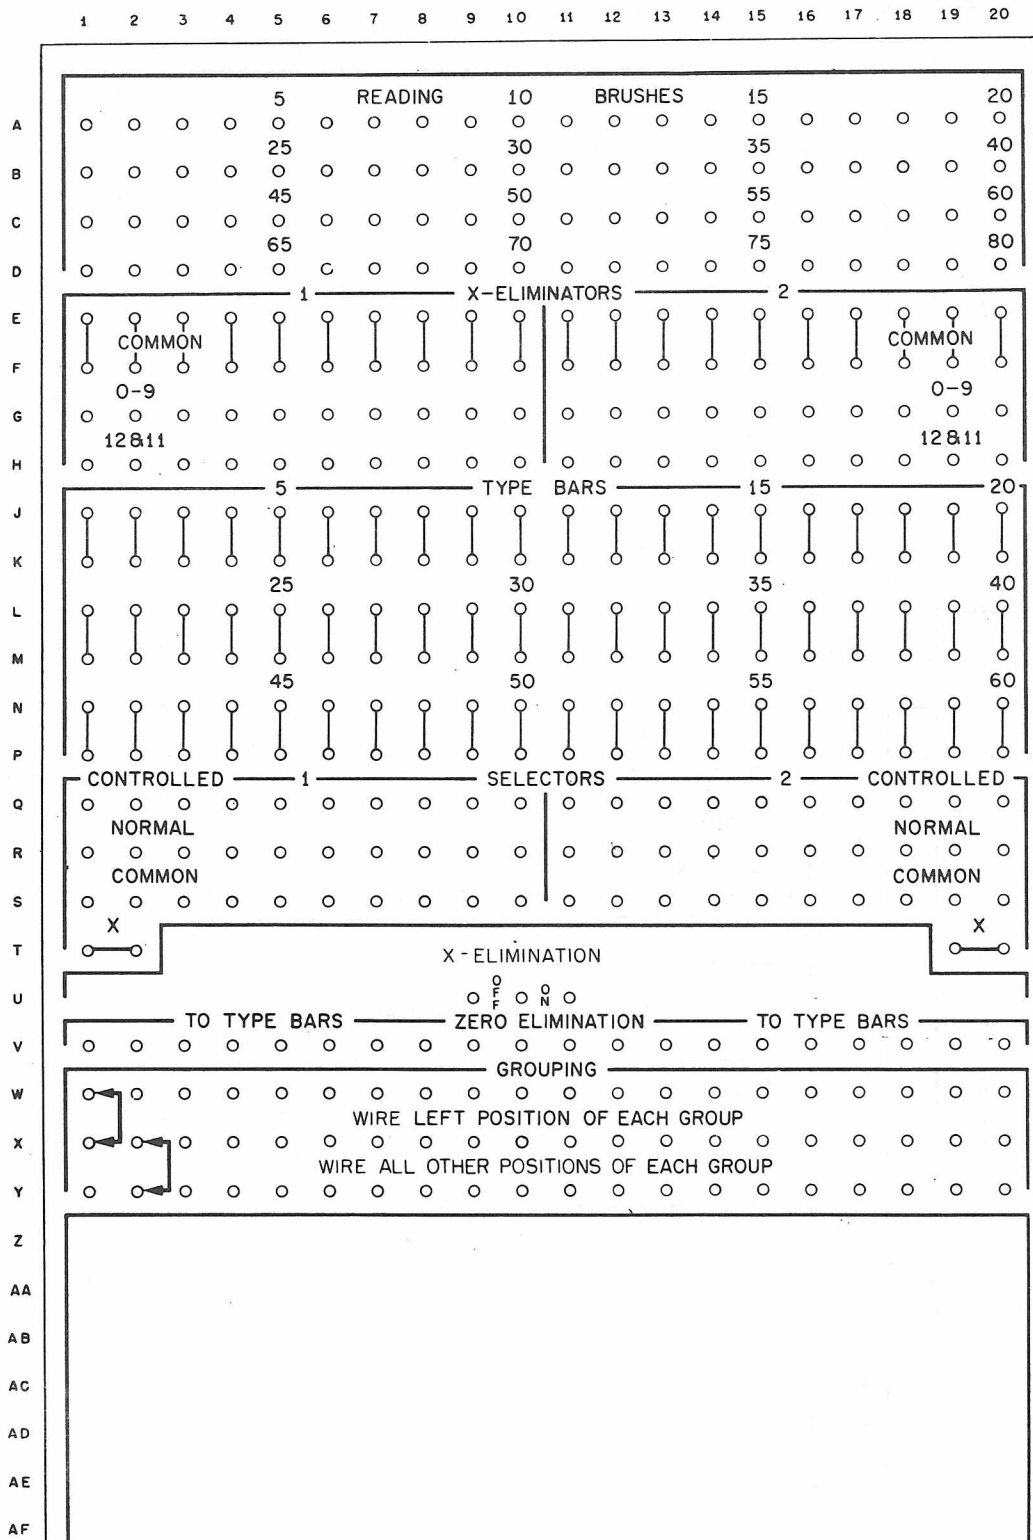 1 2 3 4 5 6 7 8 9 10 11 12 13 14 15 16 17 18 19 20
5 READING 10 BRUSHES 15 20
A
25 30 35 40
B
45 50 55 60
C
65 70 75 80
D
1 X-ELIMINATORS 2
E
COMMON COMMON
F
0-9 0-9
G
12&11 12&11
H
5 TYPE BARS 15 20
J
K
25 30 35 40
L
M
45 50 55 60
N
P
CONTROLLED 1 SELECTORS 2 CONTROLLED
Q
NORMAL NORMAL
R
COMMON COMMON
S
X X
T
X-ELIMINATION
U OFF ON
TO TYPE BARS ZERO ELIMINATION TO TYPE BARS
V
GROUPING
W
WIRE LEFT POSITION OF EACH GROUP
X
WIRE ALL OTHER POSITIONS OF EACH GROUP
Y
Z
AA
AB
AC
AD
AE
AF